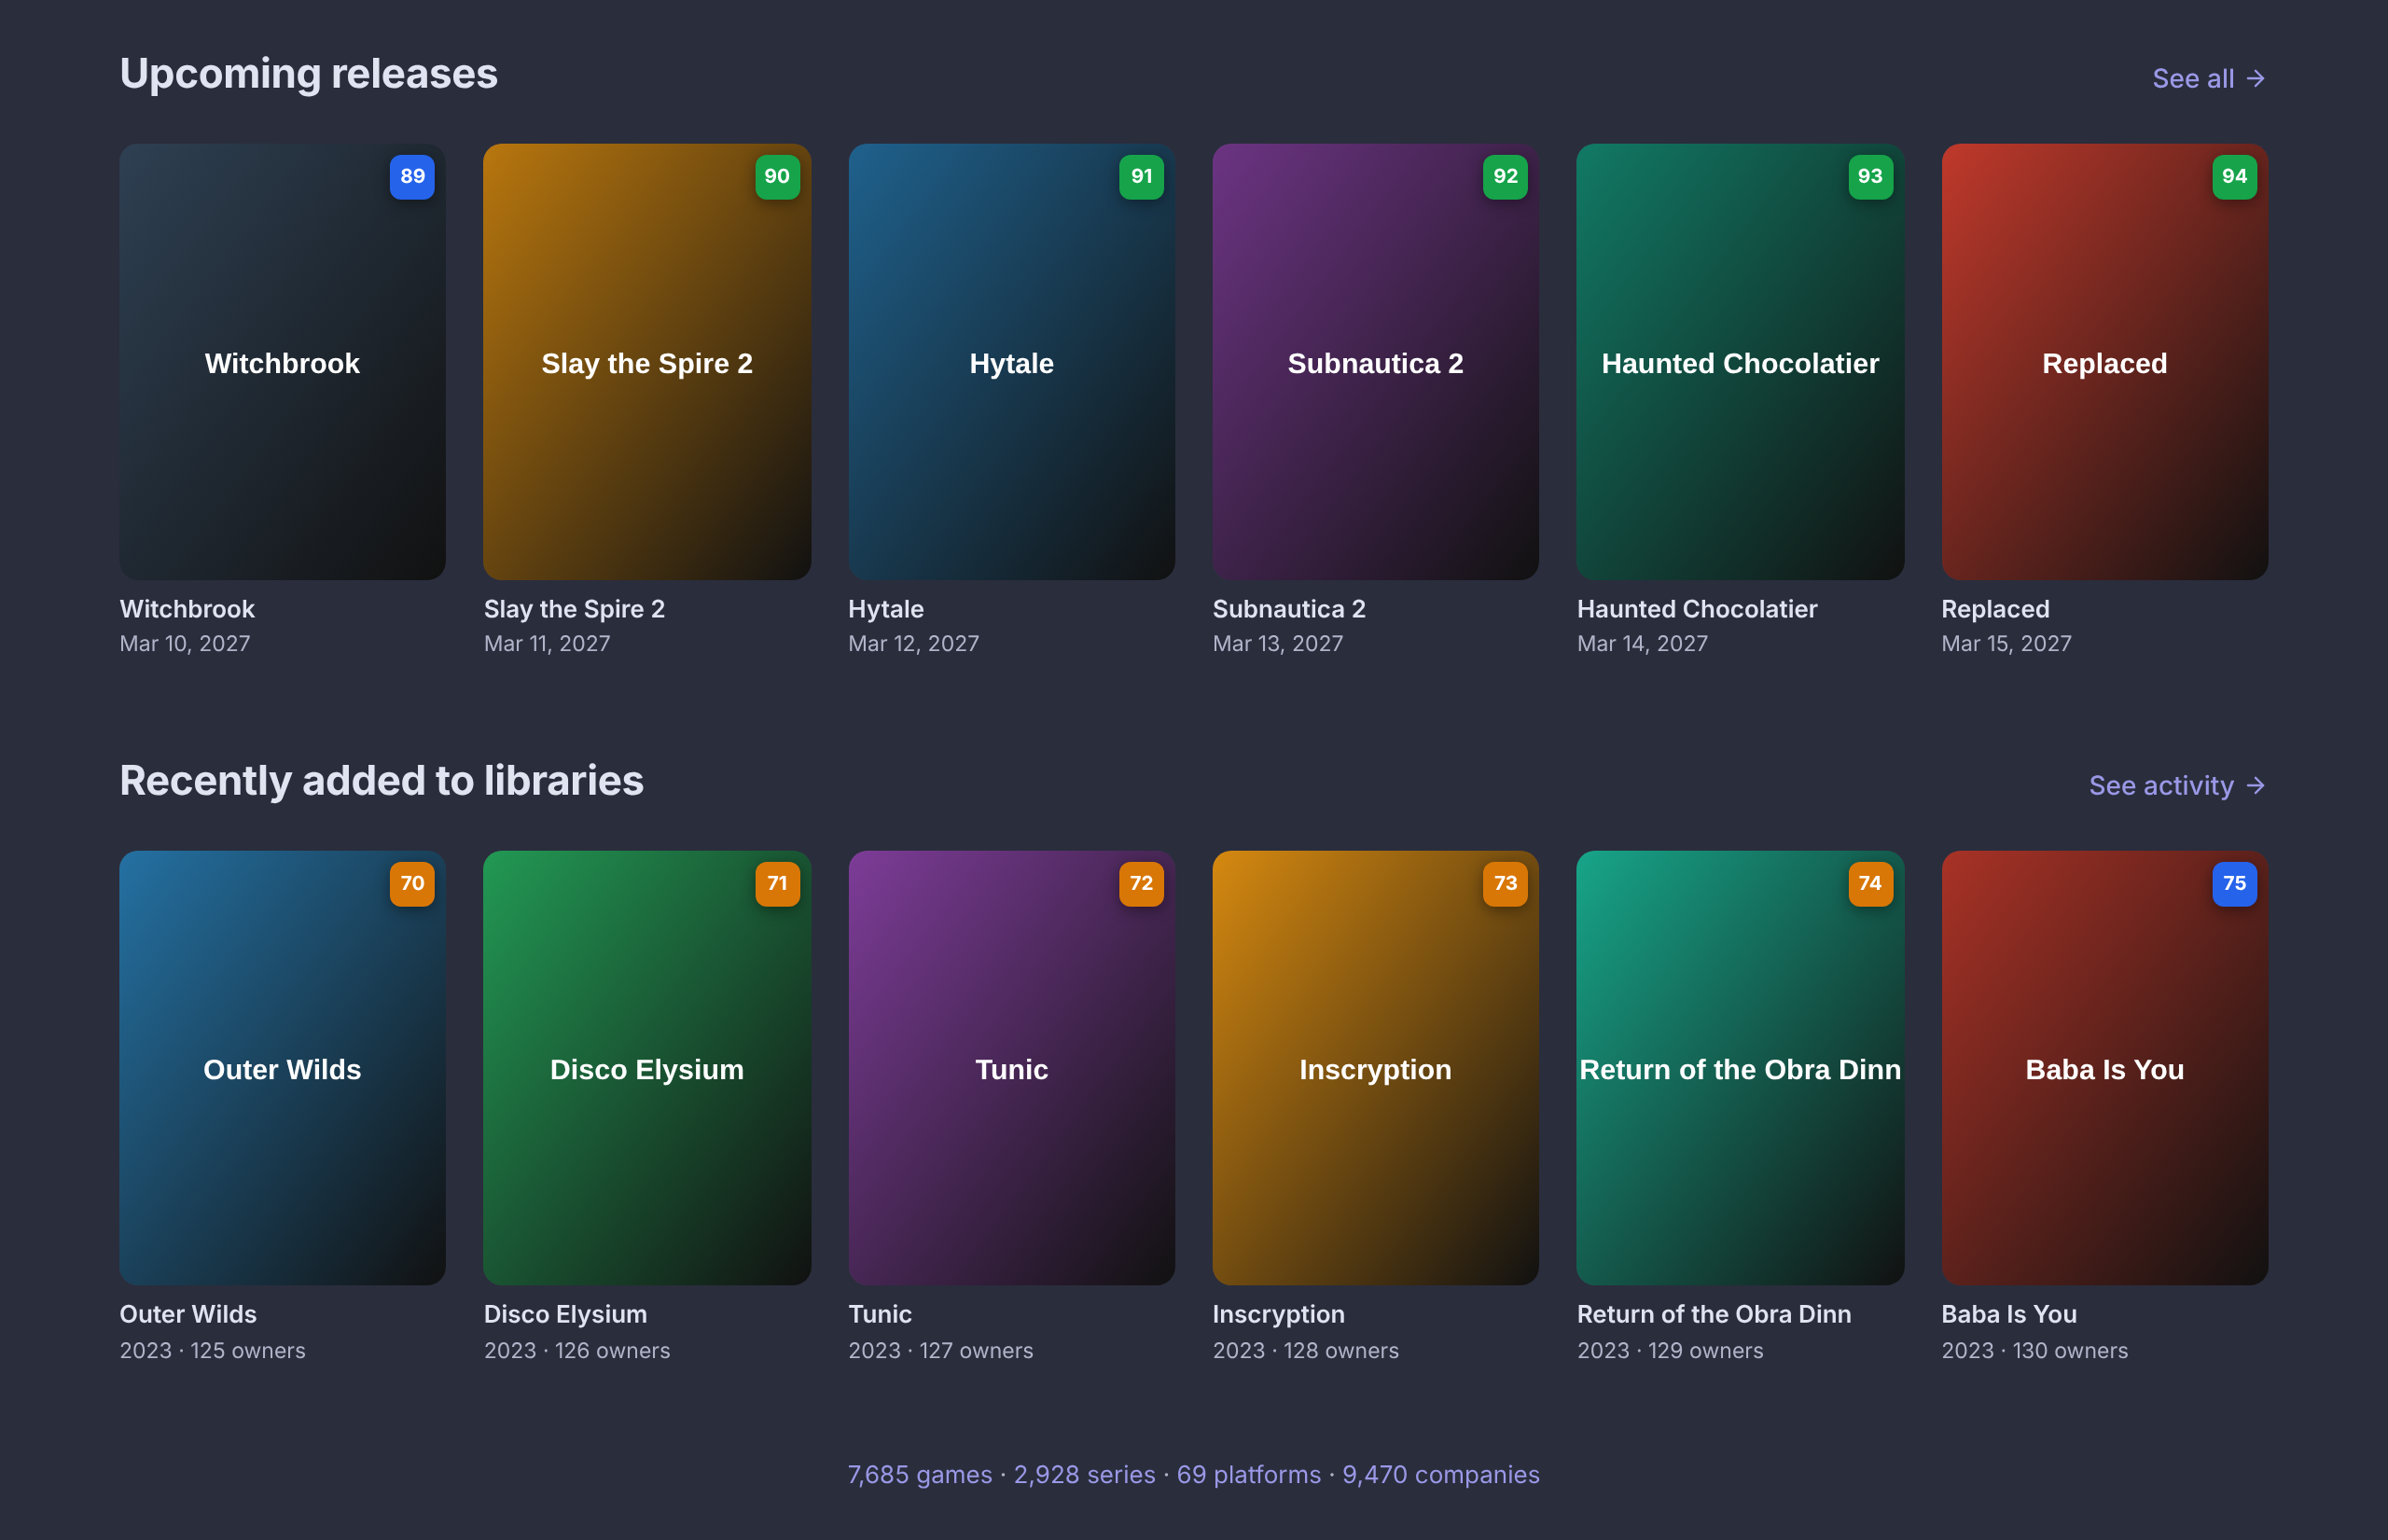 Upcoming releases
See all →
89
90
91
92
93
94
Witchbrook
Slay the Spire 2
Hytale
Subnautica 2
Haunted Chocolatier
Replaced
Witchbrook
Slay the Spire 2
Hytale
Subnautica 2
Haunted Chocolatier
Replaced
Mar 10, 2027
Mar 11, 2027
Mar 12, 2027
Mar 13, 2027
Mar 14, 2027
Mar 15, 2027
Recently added to libraries
See activity →
70
71
72
73
74
75
Outer Wilds
Disco Elysium
Tunic
Inscryption
Return of the Obra Dinn
Baba Is You
Outer Wilds
Disco Elysium
Tunic
Inscryption
Return of the Obra Dinn
Baba Is You
2023 · 125 owners
2023 · 126 owners
2023 · 127 owners
2023 · 128 owners
2023 · 129 owners
2023 · 130 owners
7,685 games · 2,928 series · 69 platforms · 9,470 companies